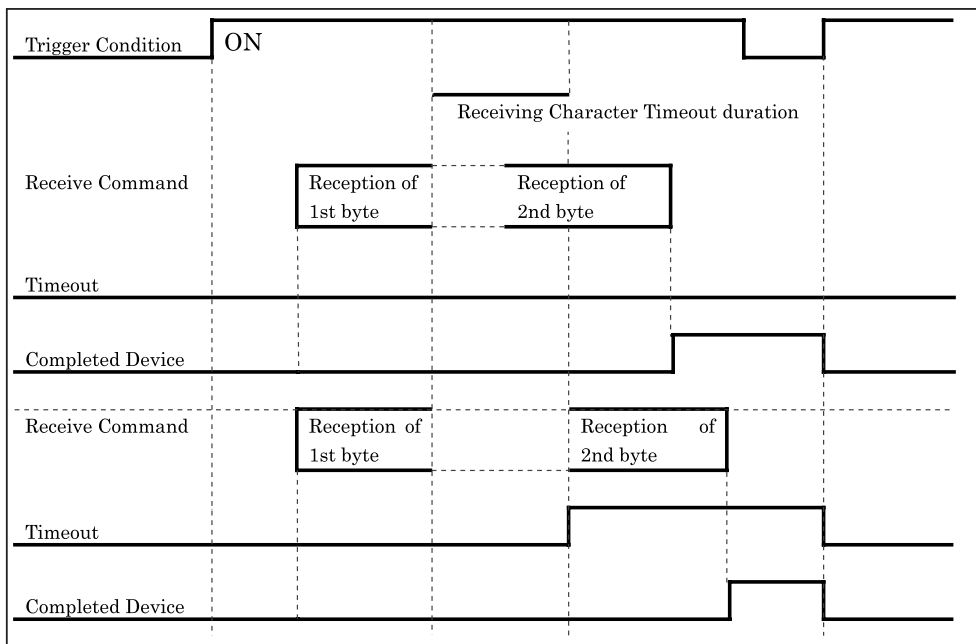 Trigger Condition
ON
Receiving Character Timeout duration
Receive Command
Reception of
1st byte
Reception of
2nd byte
Timeout
Completed Device
Receive Command
Reception of
1st byte
Reception of
2nd byte
Timeout
Completed Device